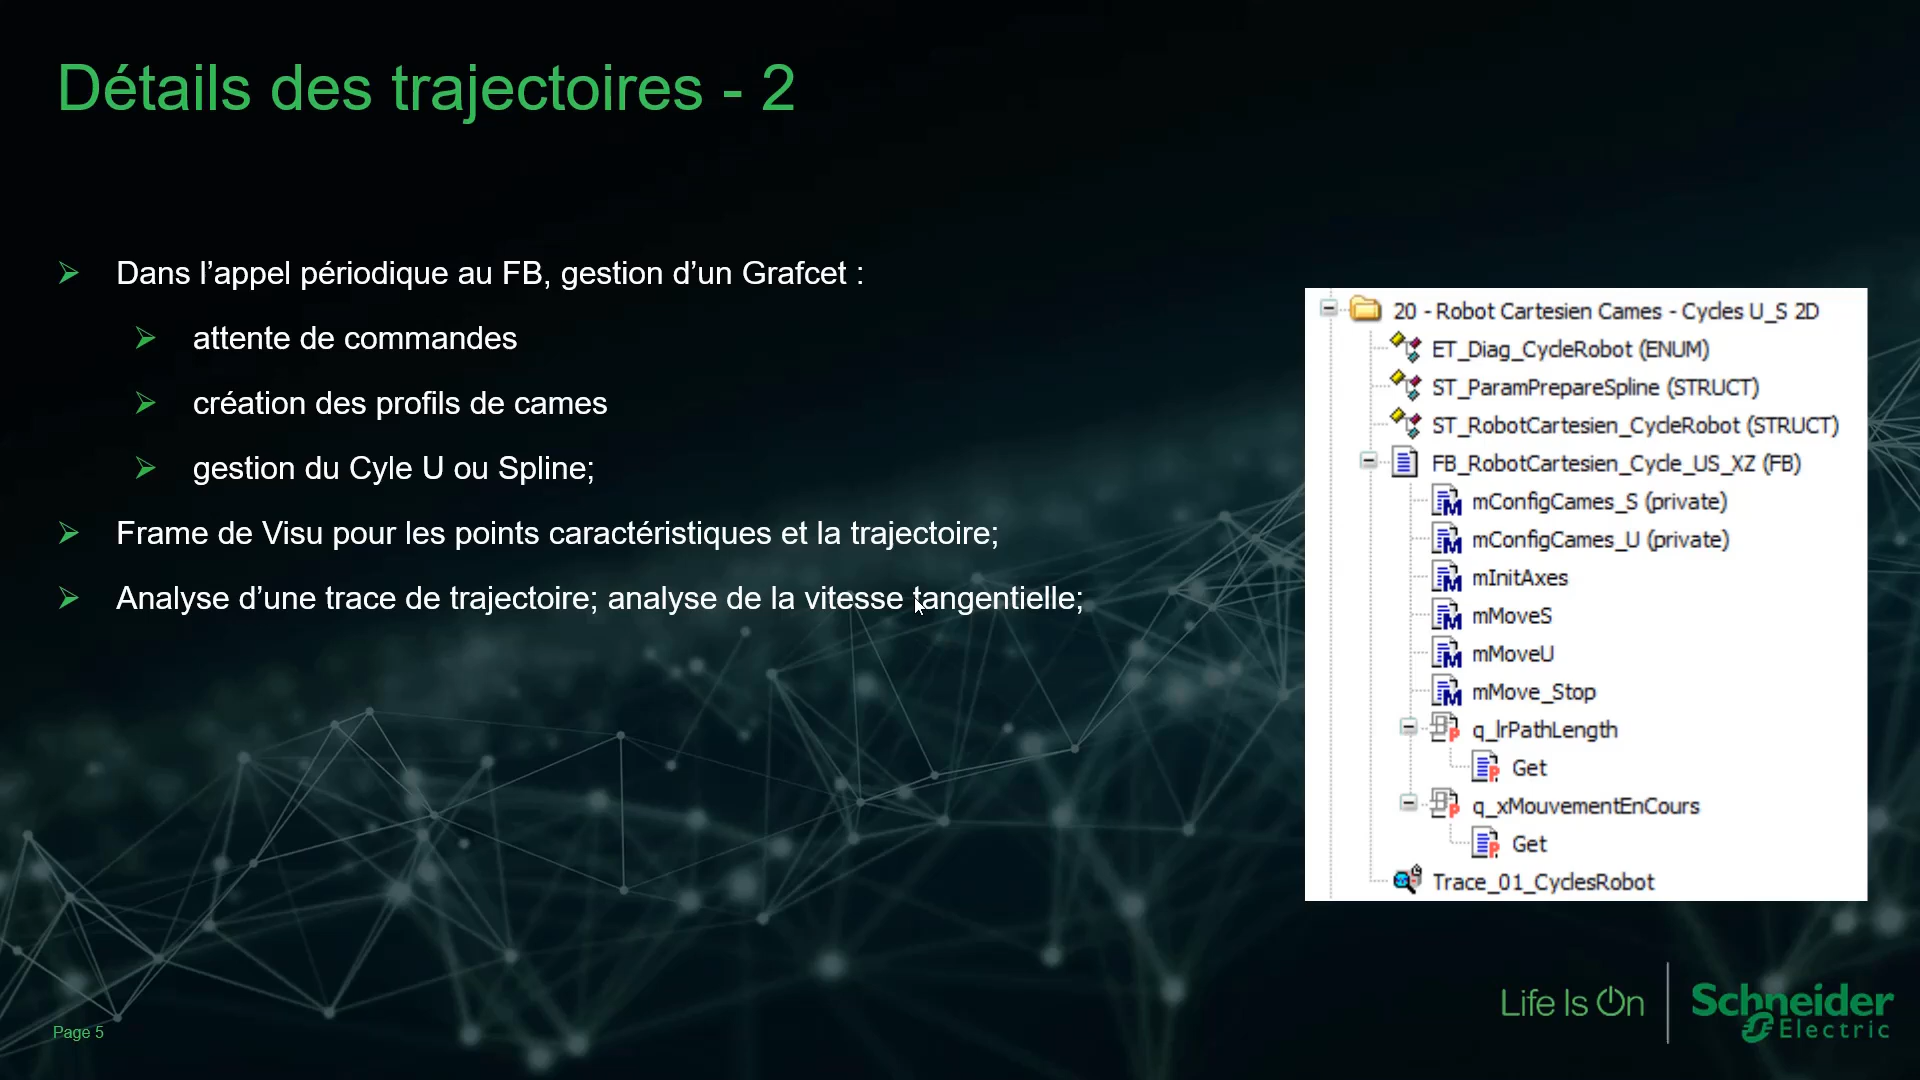 Détails des trajectoires - 2
Dans l’appel périodique au FB, gestion d’un Grafcet :
attente de commandes
création des profils de cames
gestion du Cyle U ou Spline;
Frame de Visu pour les points caractéristiques et la trajectoire;
Analyse d’une trace de trajectoire; analyse de la vitesse tangentielle;
20 - Robot Cartesien Cames - Cycles U_S 2D
ET_Diag_CycleRobot (ENUM)
ST_ParamPrepareSpline (STRUCT)
ST_RobotCartesien_CycleRobot (STRUCT)
FB_RobotCartesien_Cycle_US_XZ (FB)
mConfigCames_S (private)
mConfigCames_U (private)
mInitAxes
mMoveS
mMoveU
mMove_Stop
q_lrPathLength
Get
q_xMouvementEnCours
Get
Trace_01_CyclesRobot
Life Is On
Schneider
Electric
Page 5